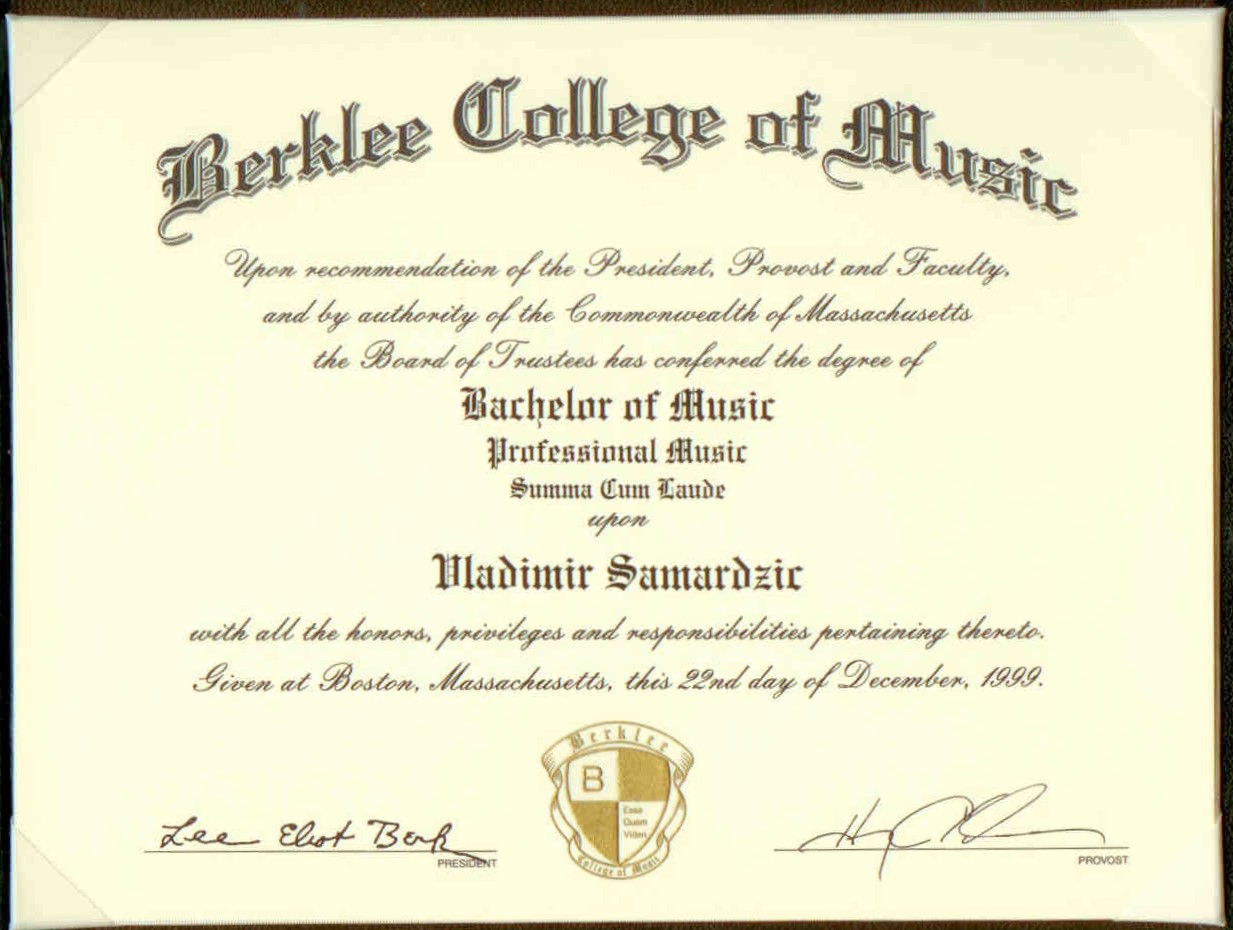 Berklee College of Music
Upon recommendation of the President, Provost and Faculty,
and by authority of the Commonwealth of Massachusetts
the Board of Trustees has conferred the degree of
Bachelor of Music
Professional Music
Summa Cum Laude
upon
Vladimir Samardzic
with all the honors, privileges and responsibilities pertaining thereto.
Given at Boston, Massachusetts, this 22nd day of December, 1999.
Berklee
B
Esse
Quam
Videri
College of Music
Lee Eliot Berk
PRESIDENT
PROVOST